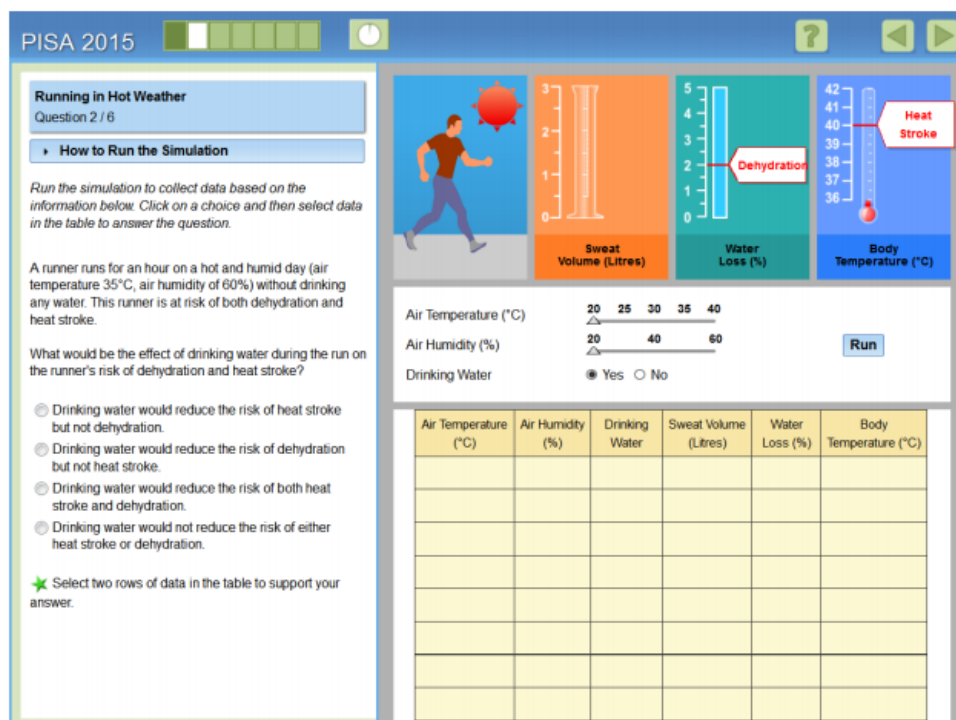 PISA 2015
?
Running in Hot Weather
Question 2 / 6
How to Run the Simulation
Run the simulation to collect data based on the
information below. Click on a choice and then select data
in the table to answer the question.
A runner runs for an hour on a hot and humid day (air
temperature 35°C, air humidity of 60%) without drinking
any water. This runner is at risk of both dehydration and
heat stroke.
What would be the effect of drinking water during the run on
the runner's risk of dehydration and heat stroke?
Drinking water would reduce the risk of heat stroke
but not dehydration.
Drinking water would reduce the risk of dehydration
but not heat stroke.
Drinking water would reduce the risk of both heat
stroke and dehydration.
Drinking water would not reduce the risk of either
heat stroke or dehydration.
Select two rows of data in the table to support your
answer.
3
2
1
0
Sweat
Volume (Litres)
5
4
3
2
1
0
Dehydration
Water
Loss (%)
42
41
40
39
38
37
36
Heat
Stroke
Body
Temperature (°C)
Air Temperature (°C) 20 25 30 35 40
Air Humidity (%) 20 40 60
Run
Drinking Water Yes No
Air Temperature Air Humidity Drinking Sweat Volume Water Body
(°C) (%) Water (Litres) Loss (%) Temperature (°C)